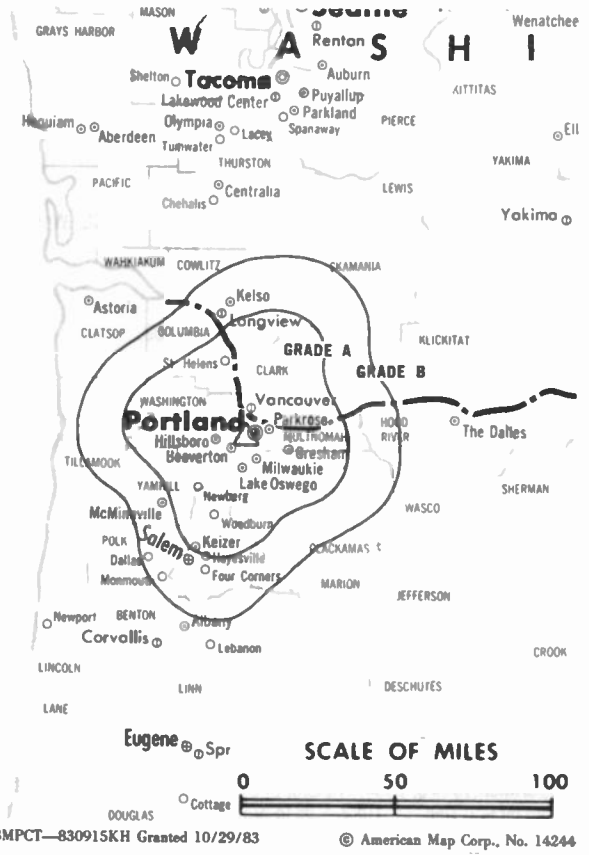 MASON
Seattle
Wenatchee
GRAYS HARBOR
Renton
W A S H I
Shelton
Tacoma
Auburn
KITTITAS
Lakewood Center
Puyallup
Parkland
Hoquiam
Aberdeen
Olympia
Lacey
Spanaway
PIERCE
Ell
Tumwater
THURSTON
YAKIMA
PACIFIC
Centralia
LEWIS
Chehalis
Yakima
WAHKIAKUM
COWLITZ
SKAMANIA
Astoria
Kelso
Longview
CLATSOP
COLUMBIA
KLICKITAT
GRADE A
St Helens
CLARK
GRADE B
WASHINGTON
Vancouver
Portland
Parkrose
HOOD
RIVER
The Dalles
Hillsboro
MULTNOMAH
Beaverton
Gresham
TILLAMOOK
Milwaukie
Lake Oswego
YAMHILL
Newberg
SHERMAN
McMinnville
Woodburn
WASCO
Salem
POLK
Keizer
CLACKAMAS
Dallas
Hayesville
Monmouth
Four Corners
MARION
JEFFERSON
Newport
BENTON
Albany
Corvallis
Lebanon
CROOK
LINCOLN
LINN
DESCHUTES
LANE
Eugene
Spr
SCALE OF MILES
0 50 100
Cottage
DOUGLAS
BMPCT—830915KH Granted 10/29/83
© American Map Corp., No. 14244